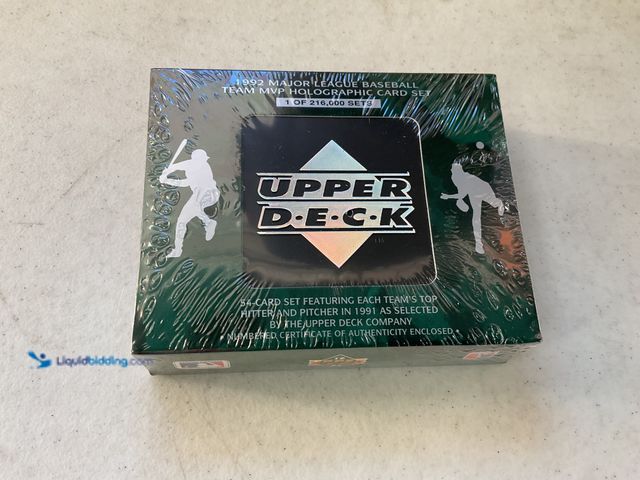 1992 MAJOR LEAGUE BASEBALL
TEAM MVP HOLOGRAPHIC CARD SET
1 OF 216,000 SETS
UPPER
D·E·C·K
54-CARD SET FEATURING EACH TEAM'S TOP
HITTER AND PITCHER IN 1991 AS SELECTED
BY THE UPPER DECK COMPANY
• NUMBERED CERTIFICATE OF AUTHENTICITY ENCLOSED •
Liquidbidding.com